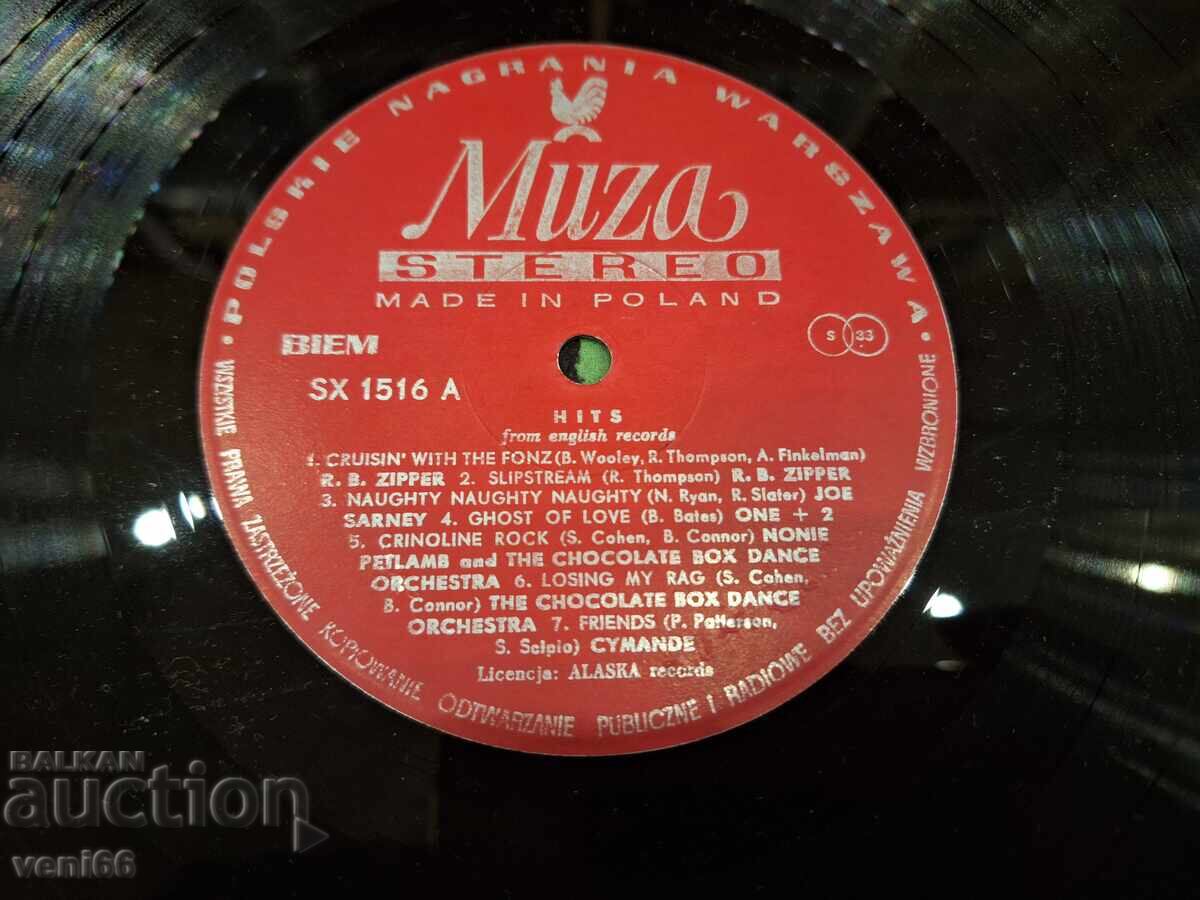 • POLSKIE NAGRANIA WARSZAWA •
Muza
STEREO
MADE IN POLAND
BIEM
S 33
SX 1516 A
HITS
from english records
1. CRUISIN' WITH THE FONZ (B. Wooley, R. Thompson, A. Finkelman)
R. B. ZIPPER 2. SLIPSTREAM (R. Thompson) R. B. ZIPPER
3. NAUGHTY NAUGHTY NAUGHTY (N. Ryan, R. Slater) JOE
SARNEY 4. GHOST OF LOVE (B. Bates) ONE + 2
5. CRINOLINE ROCK (S. Cohen, B. Connor) NONIE
PETLAMB and THE CHOCOLATE BOX DANCE
ORCHESTRA 6. LOSING MY RAG (S. Cohen,
B. Connor) THE CHOCOLATE BOX DANCE
ORCHESTRA 7. FRIENDS (P. Patterson,
S. Scipio) CYMANDE
Licencja: ALASKA records
WSZYSTKIE PRAWA ZASTRZEŻONE KOPIOWANIE ODTWARZANIE PUBLICZNE I RADIOWE BEZ UPOWAŻNIENIA WZBRONIONE
BALKAN
auction
veni66